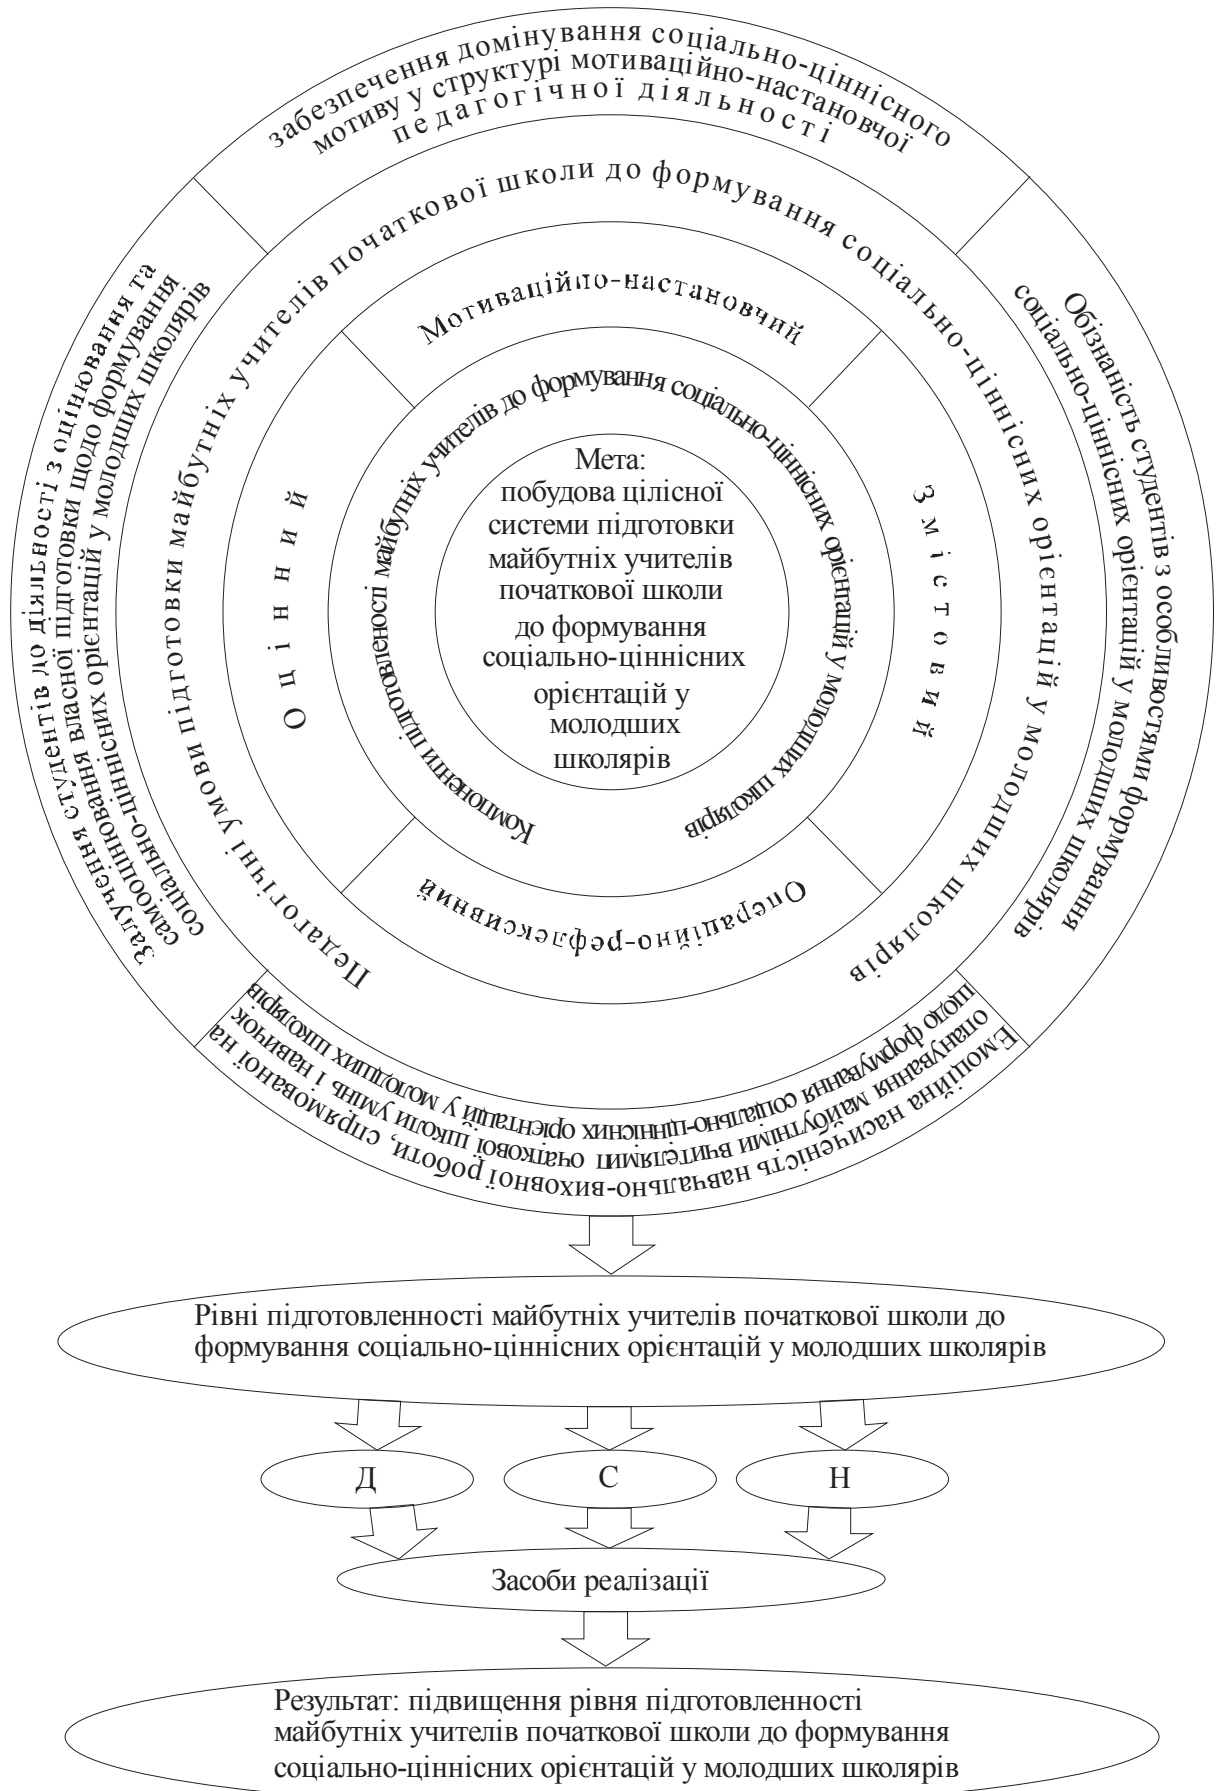 забезпечення домінування соціально-ціннісного
мотиву у структурі мотиваційно-настановчої
педагогічної діяльності
Обізнаність студентів з особливостями формування
соціально-ціннісних орієнтацій у молодших школярів
Емоційна насиченість навчально-виховної роботи, спрямованої на
опанування майбутніми вчителями початкової школи умінь і навичок
щодо формування соціально-ціннісних орієнтацій у молодших школярів
Залучення студентів до діяльності з оцінювання та
самооцінювання власної підготовки щодо формування
соціально-ціннісних орієнтацій у молодших школярів
Педагогічні умови підготовки майбутніх учителів початкової школи до формування соціально-ціннісних орієнтацій у молодших школярів
Мотиваційно-настановчий
Змістовий
Операційно-рефлексивний
Оцінний
Компоненти підготовленості майбутніх учителів до формування соціально-ціннісних орієнтацій у молодших школярів
Мета:
побудова цілісної
системи підготовки
майбутніх учителів
початкової школи
до формування
соціально-ціннісних
орієнтацій у
молодших
школярів
Рівні підготовленності майбутніх учителів початкової школи до
формування соціально-ціннісних орієнтацій у молодших школярів
Д
С
Н
Засоби реалізації
Результат: підвищення рівня підготовленності
майбутніх учителів початкової школи до формування
соціально-ціннісних орієнтацій у молодших школярів